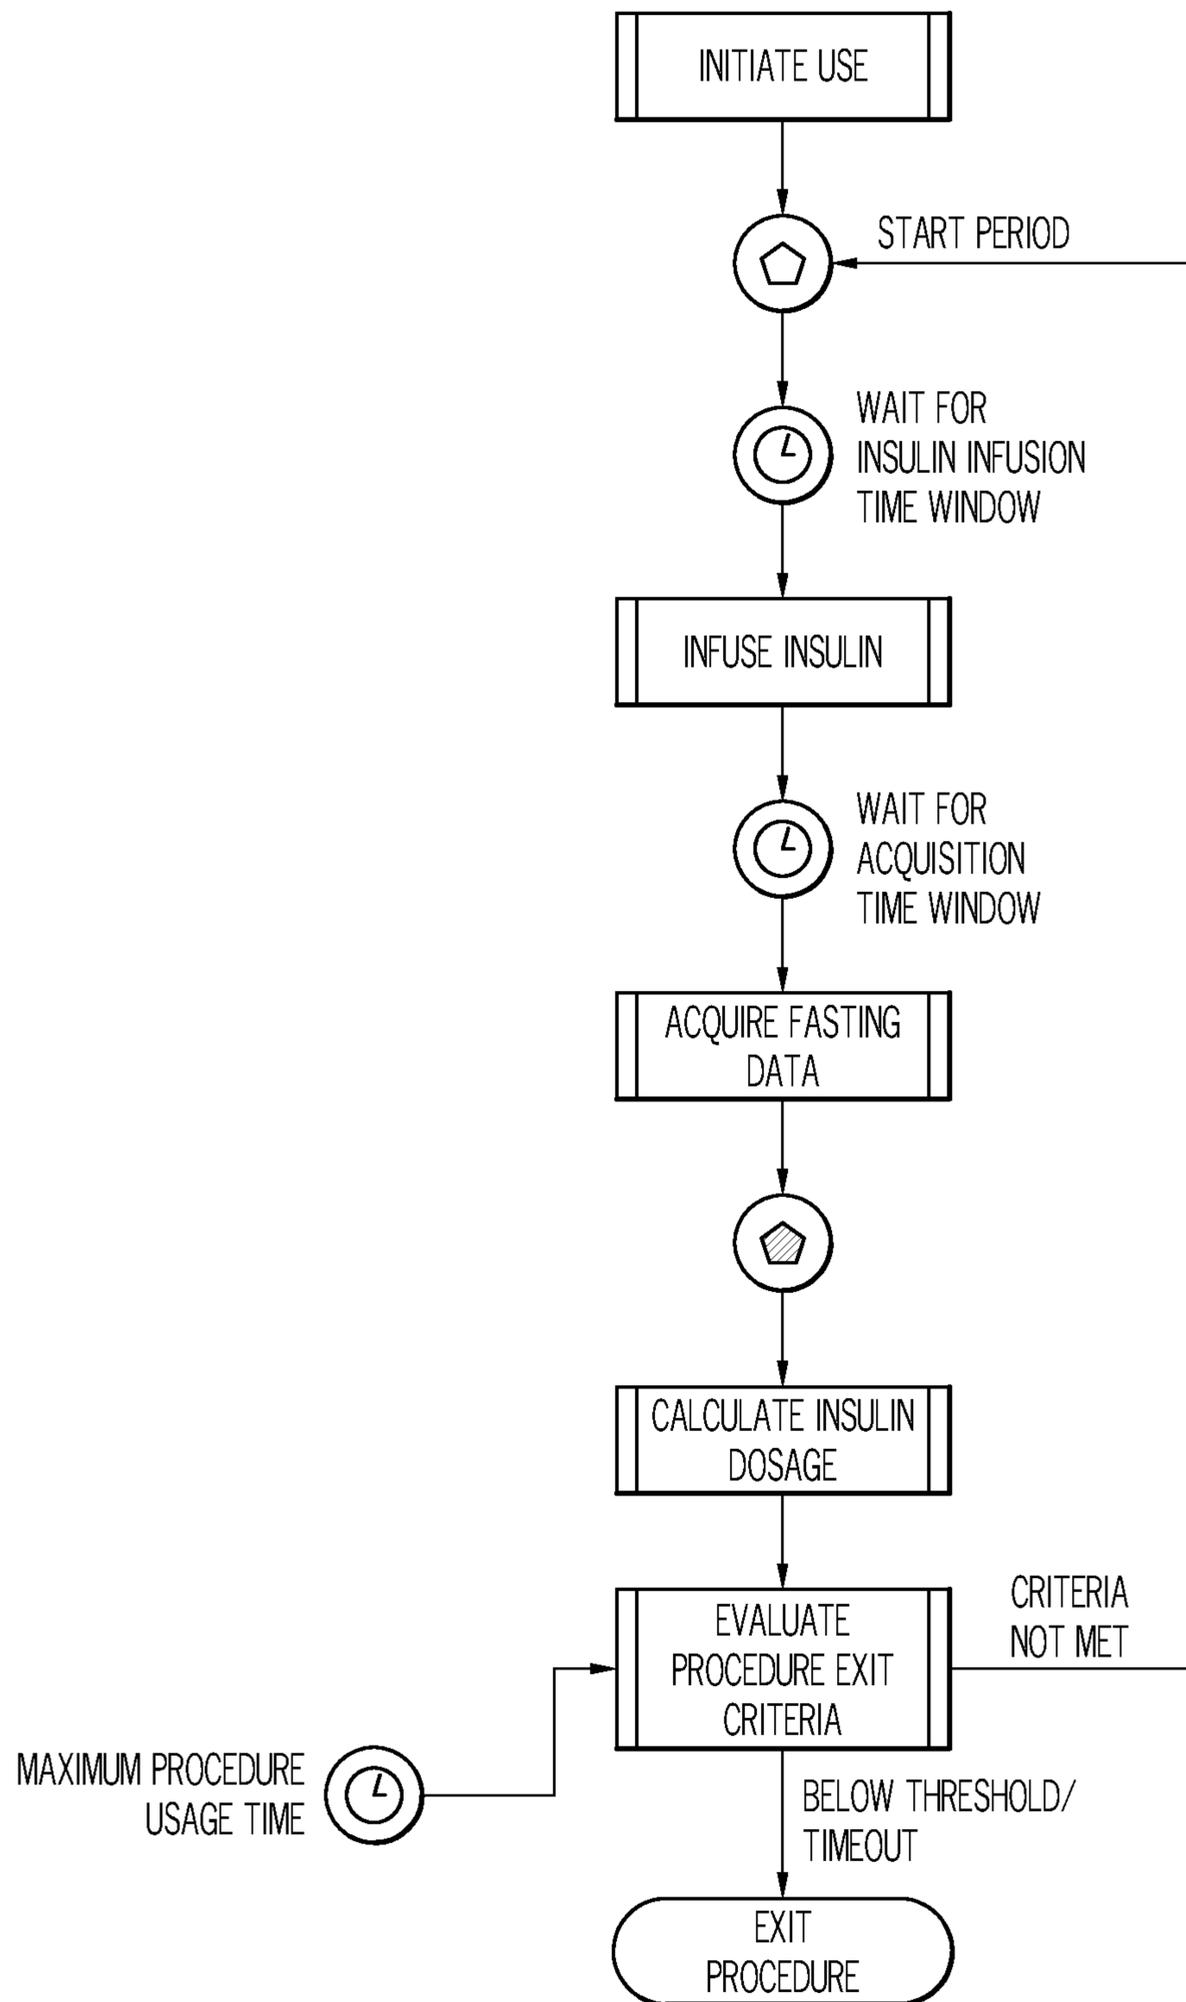 INITIATE USE
START PERIOD
WAIT FOR
INSULIN INFUSION
TIME WINDOW
INFUSE INSULIN
WAIT FOR
ACQUISITION
TIME WINDOW
ACQUIRE FASTING
DATA
CALCULATE INSULIN
DOSAGE
EVALUATE
PROCEDURE EXIT
CRITERIA
CRITERIA
NOT MET
MAXIMUM PROCEDURE
USAGE TIME
BELOW THRESHOLD/
TIMEOUT
EXIT
PROCEDURE